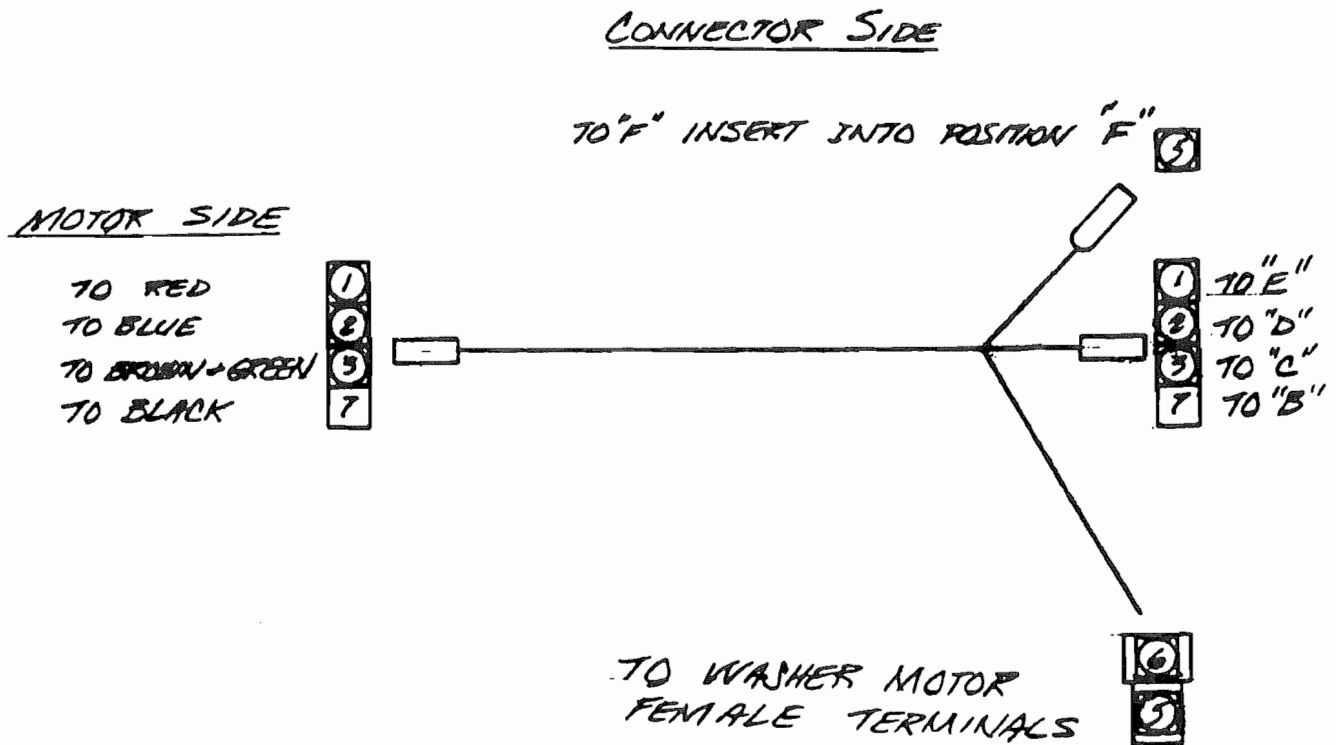 CONNECTOR SIDE
TO "F" INSERT INTO POSITION "F"
5
MOTOR SIDE
TO RED 1
TO BLUE 2
TO BROWN + GREEN 3
TO BLACK 7
1 TO "E"
2 TO "D"
3 TO "C"
7 TO "B"
TO WASHER MOTOR
FEMALE TERMINALS
6
5